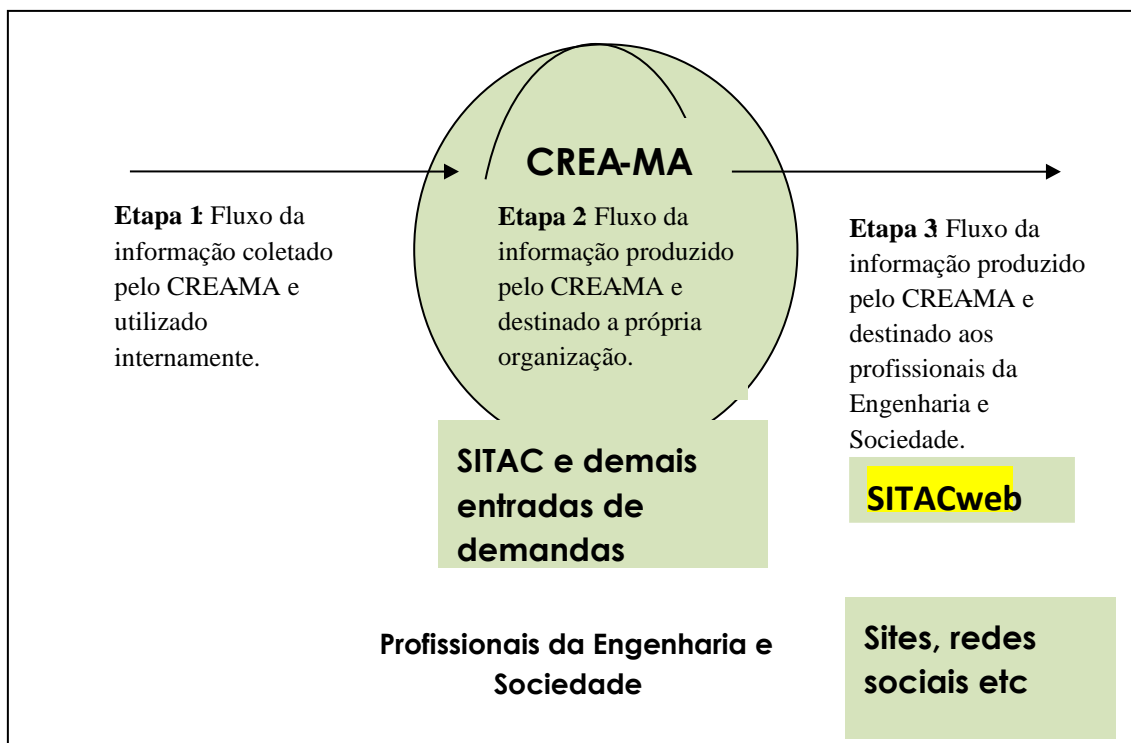 CREA-MA
Etapa 1: Fluxo da
informação coletado
pelo CREA-MA e
utilizado
internamente.
Etapa 2: Fluxo da
informação produzido
pelo CREA-MA e
destinado a própria
organização.
Etapa 3: Fluxo da
informação produzido
pelo CREA-MA e
destinado aos
profissionais da
Engenharia e
Sociedade.
SITAC e demais
entradas de
demandas
SITACweb
Profissionais da Engenharia e
Sociedade
Sites, redes
sociais etc